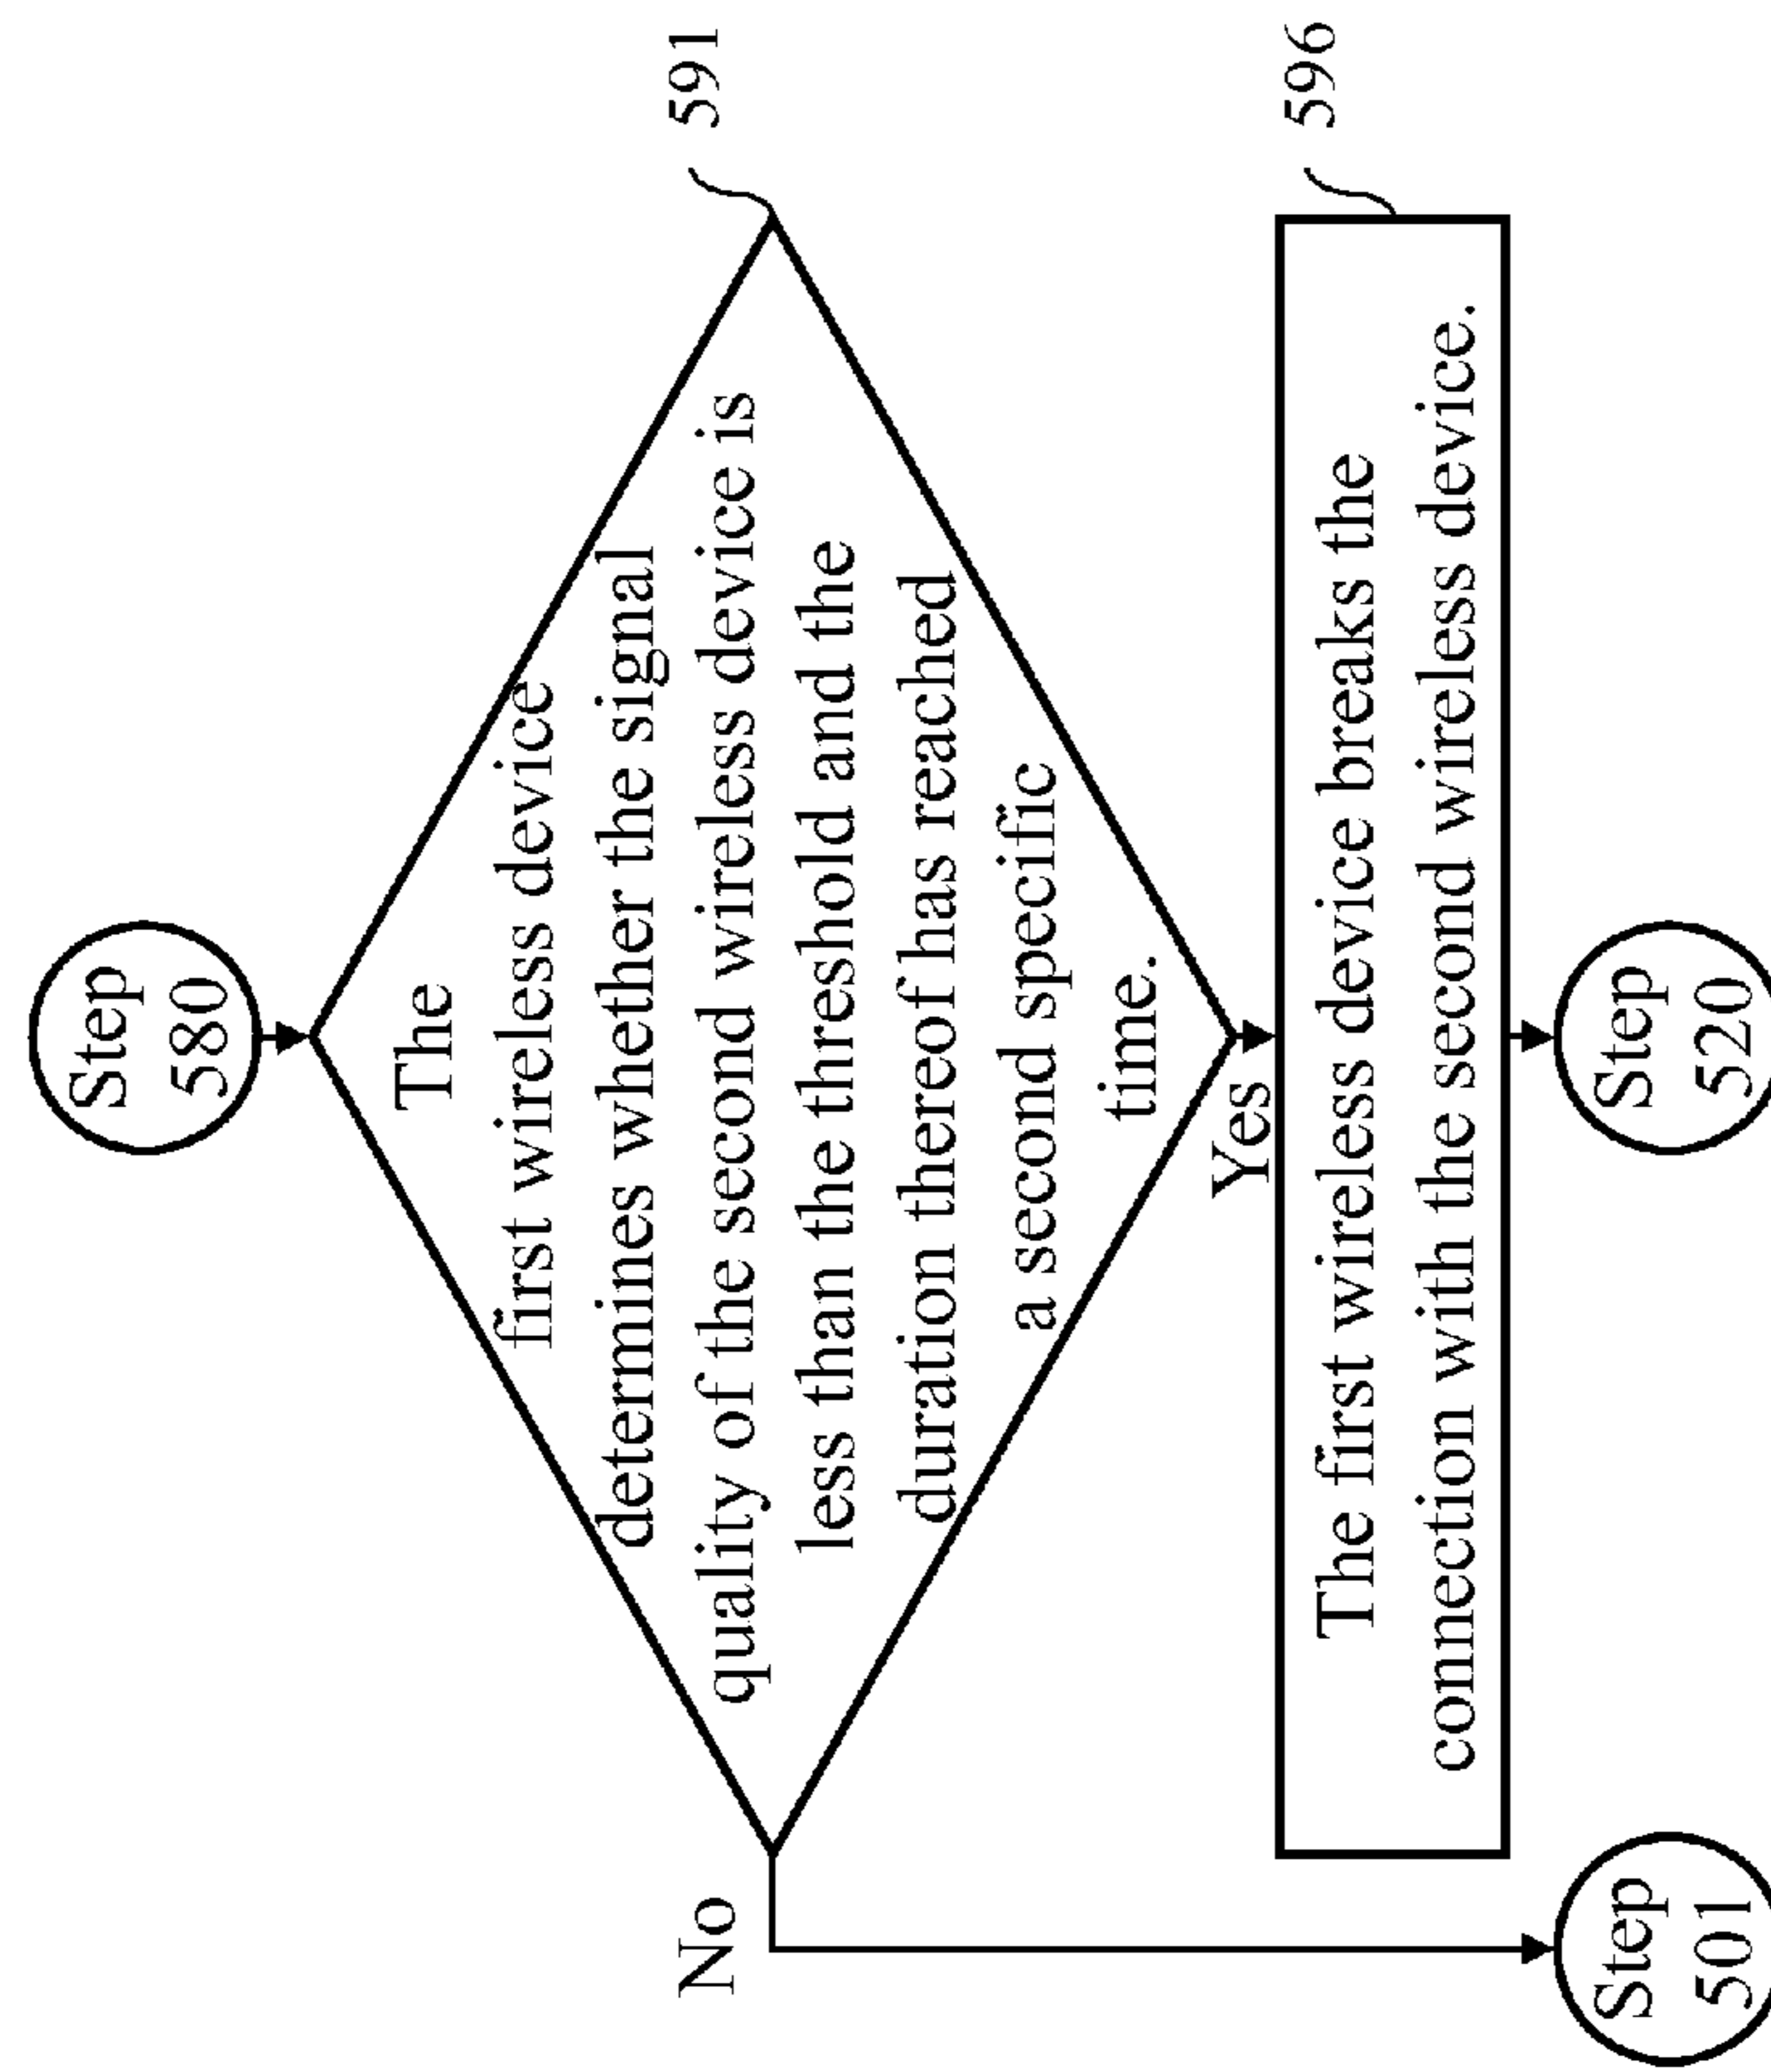 Step
580
The
first wireless device
determines whether the signal
quality of the second wireless device is
less than the threshold and the
duration thereof has reached
a second specific
time.
591
No
Yes
The first wireless device breaks the
connection with the second wireless device.
596
Step
501
Step
520